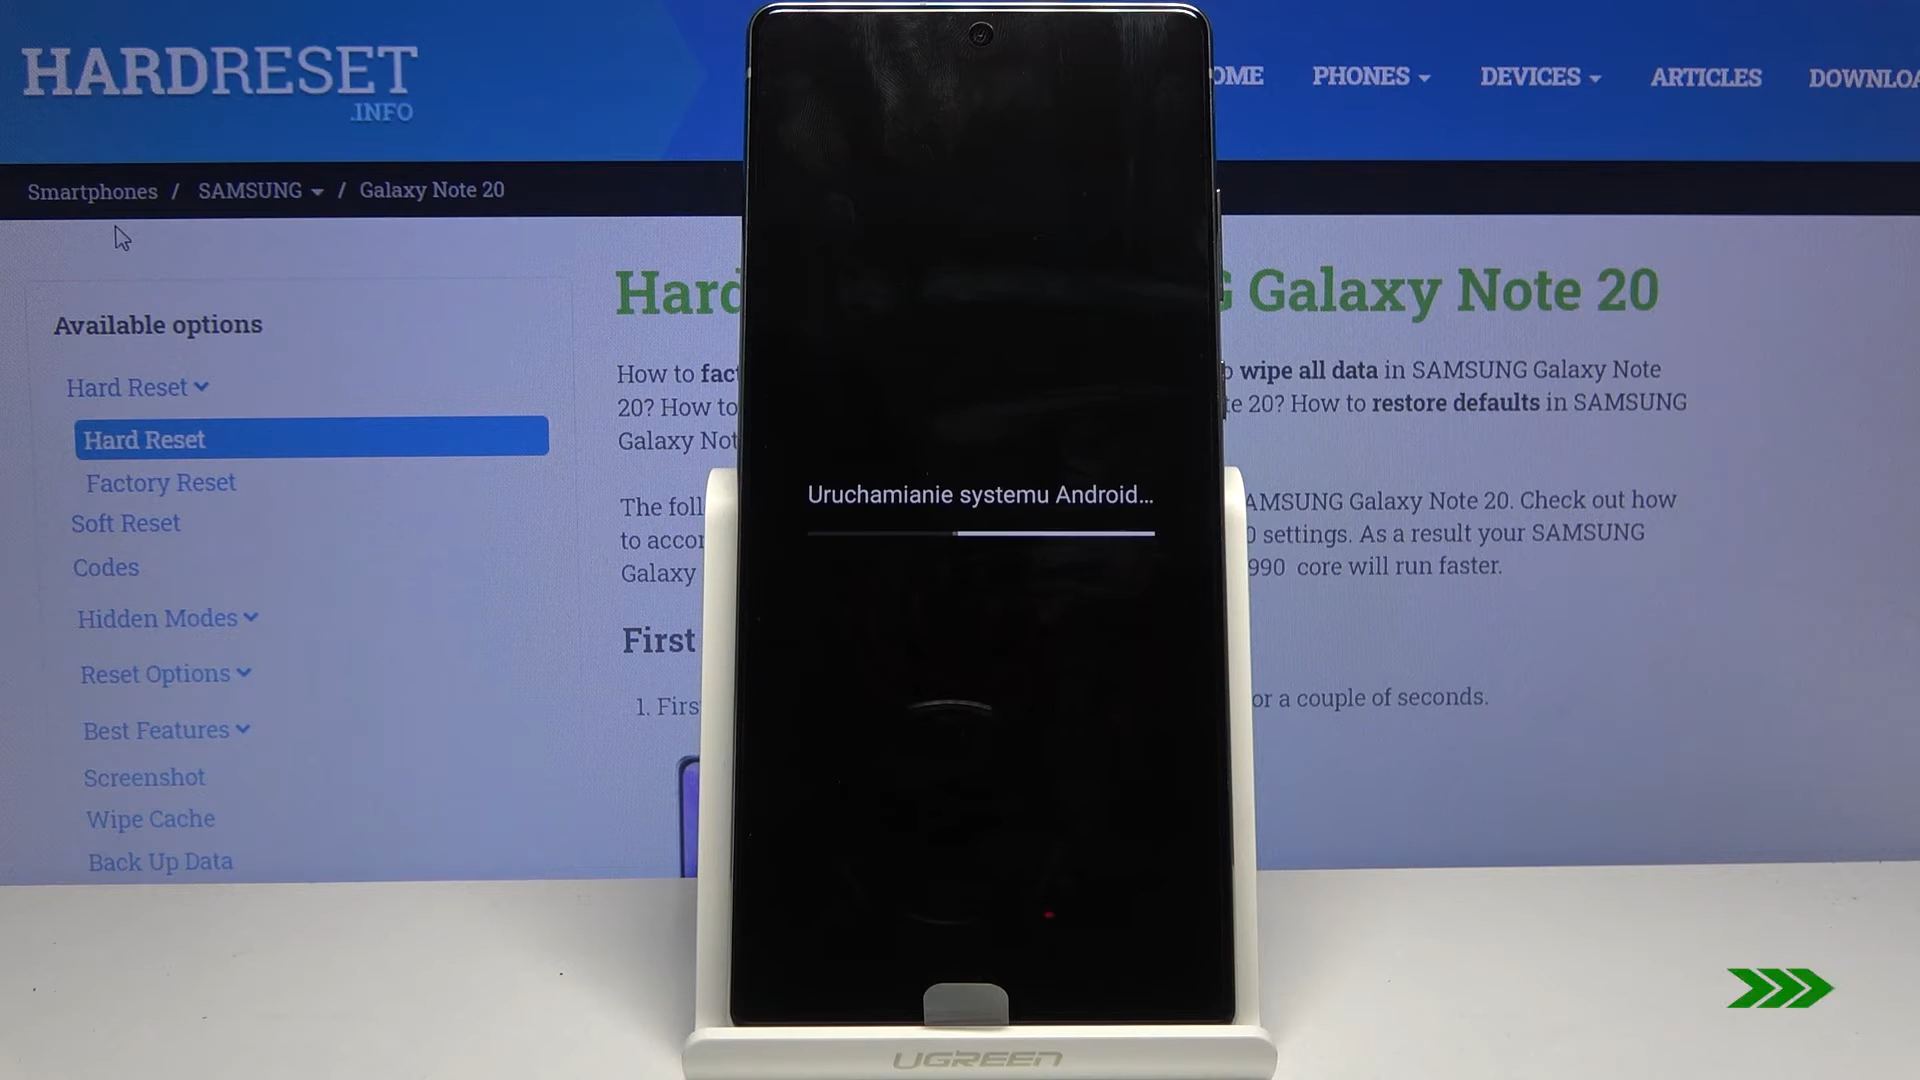 HARDRESET
.INFO
OME PHONES DEVICES ARTICLES DOWNLOA
Smartphones / SAMSUNG / Galaxy Note 20
Available options
Hard Reset
Hard Reset
Factory Reset
Soft Reset
Codes
Hidden Modes
Reset Options
Best Features
Screenshot
Wipe Cache
Back Up Data
Hard G Galaxy Note 20
How to fac wipe all data in SAMSUNG Galaxy Note
20? How to te 20? How to restore defaults in SAMSUNG
Galaxy Not
The foll AMSUNG Galaxy Note 20. Check out how
to accor 0 settings. As a result your SAMSUNG
Galaxy 990 core will run faster.
First
1. Firs or a couple of seconds.
Uruchamianie systemu Android...
UGREEN